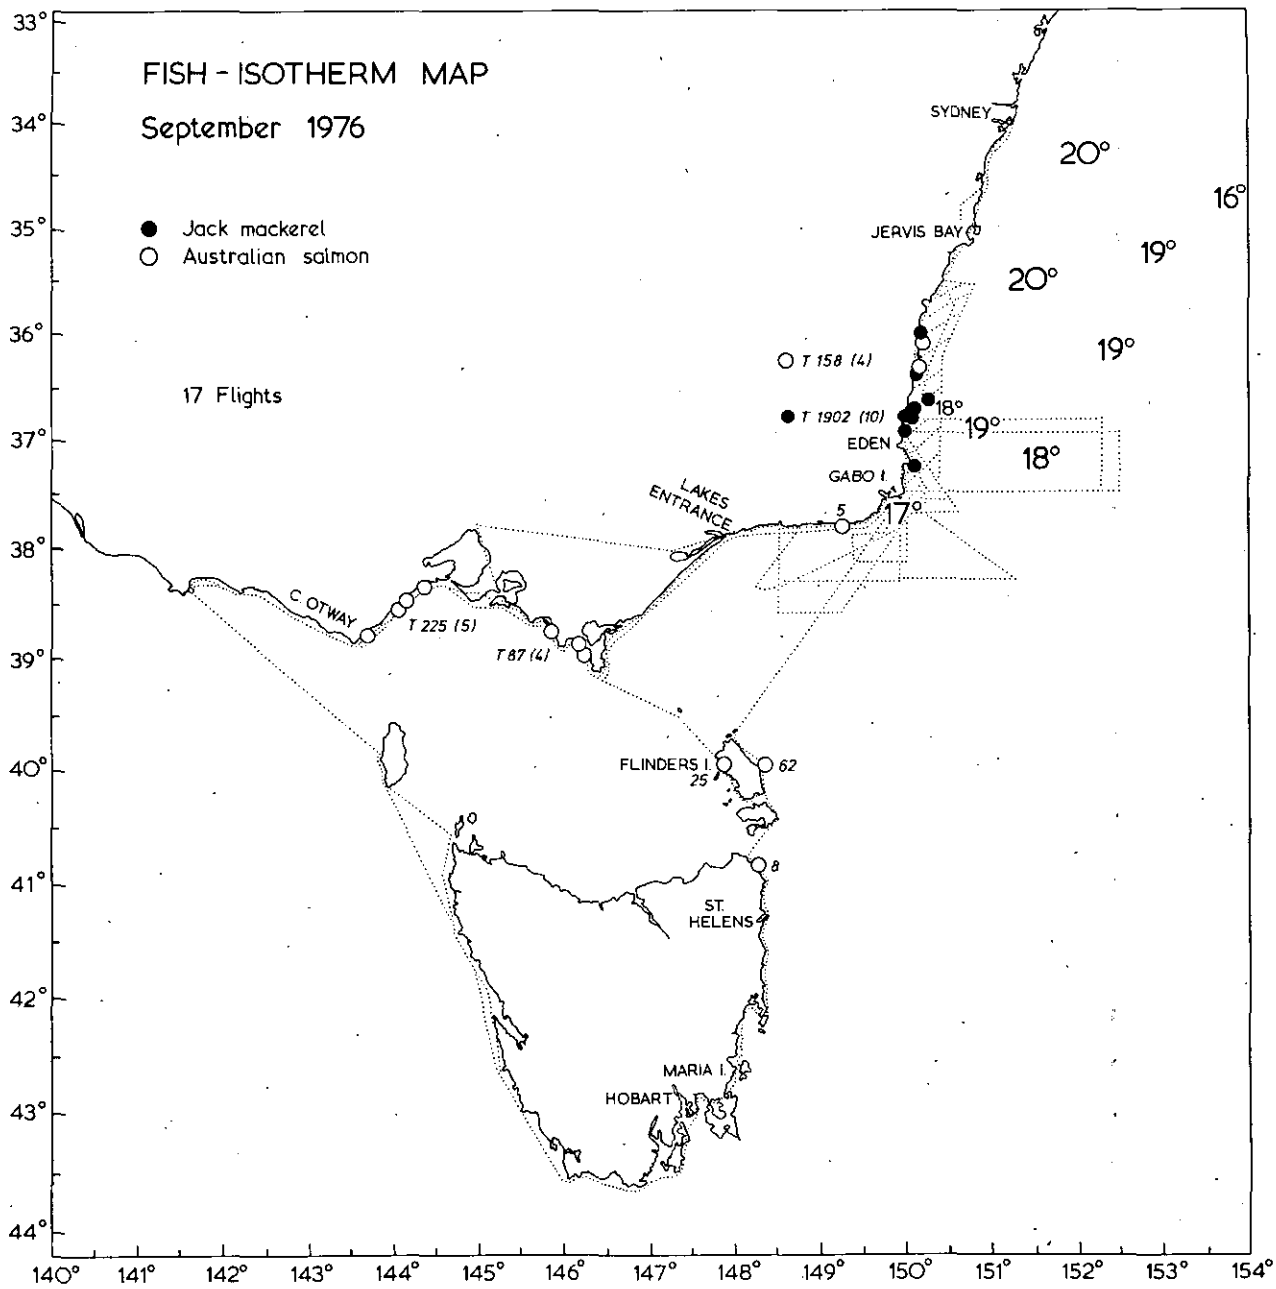 FISH - ISOTHERM MAP
September 1976
Jack mackerel
Australian salmon
17 Flights
33°
34°
35°
36°
37°
38°
39°
40°
41°
42°
43°
44°
SYDNEY
20°
16°
JERVIS BAY
19°
20°
19°
T 158 (4)
18°
T 1902 (10)
19°
EDEN
18°
GABO I.
LAKES
ENTRANCE
5
17°
C. OTWAY
T 225 (5)
T 87 (4)
FLINDERS I.
25
62
8
ST.
HELENS
MARIA I.
HOBART
140°
141°
142°
143°
144°
145°
146°
147°
148°
149°
150°
151°
152°
153°
154°